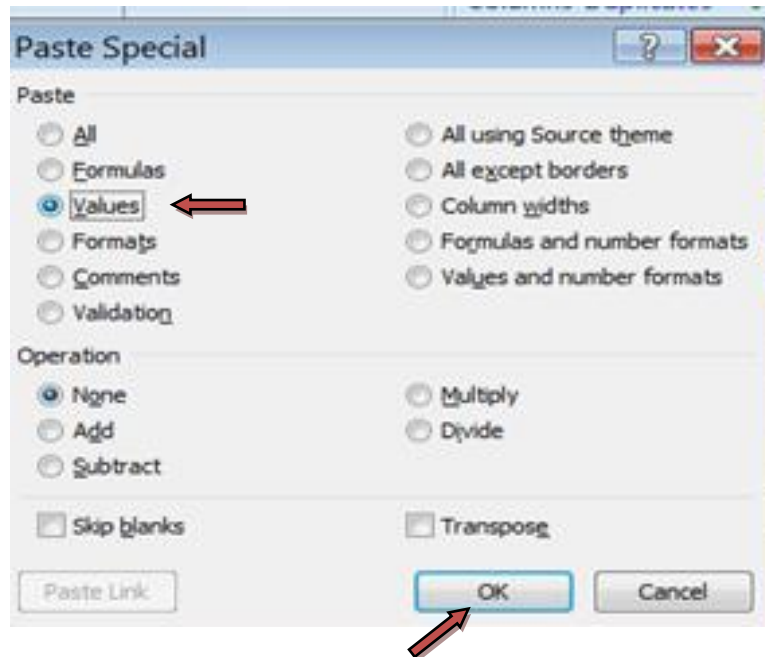 Columns Duplicates
Paste Special
Paste
All
All using Source theme
Formulas
All except borders
Values
Column widths
Formats
Formulas and number formats
Comments
Values and number formats
Validation
Operation
None
Multiply
Add
Divide
Subtract
Skip blanks
Transpose
Paste Link
OK
Cancel